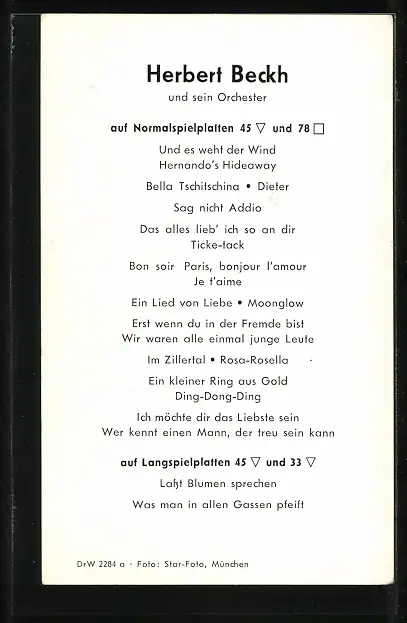 Herbert Beckh
und sein Orchester
auf Normalspielplatten 45 ▽ und 78 □
Und es weht der Wind
Hernando's Hideaway
Bella Tschitschina • Dieter
Sag nicht Addio
Das alles lieb' ich so an dir
Ticke-tack
Bon soir Paris, bonjour l'amour
Je t'aime
Ein Lied von Liebe • Moonglow
Erst wenn du in der Fremde bist
Wir waren alle einmal junge Leute
Im Zillertal • Rosa-Rosella
Ein kleiner Ring aus Gold
Ding-Dong-Ding
Ich möchte dir das Liebste sein
Wer kennt einen Mann, der treu sein kann
auf Langspielplatten 45 ▽ und 33 ▽
Laßt Blumen sprechen
Was man in allen Gassen pfeift
DrW 2284 a · Foto: Star-Foto, München